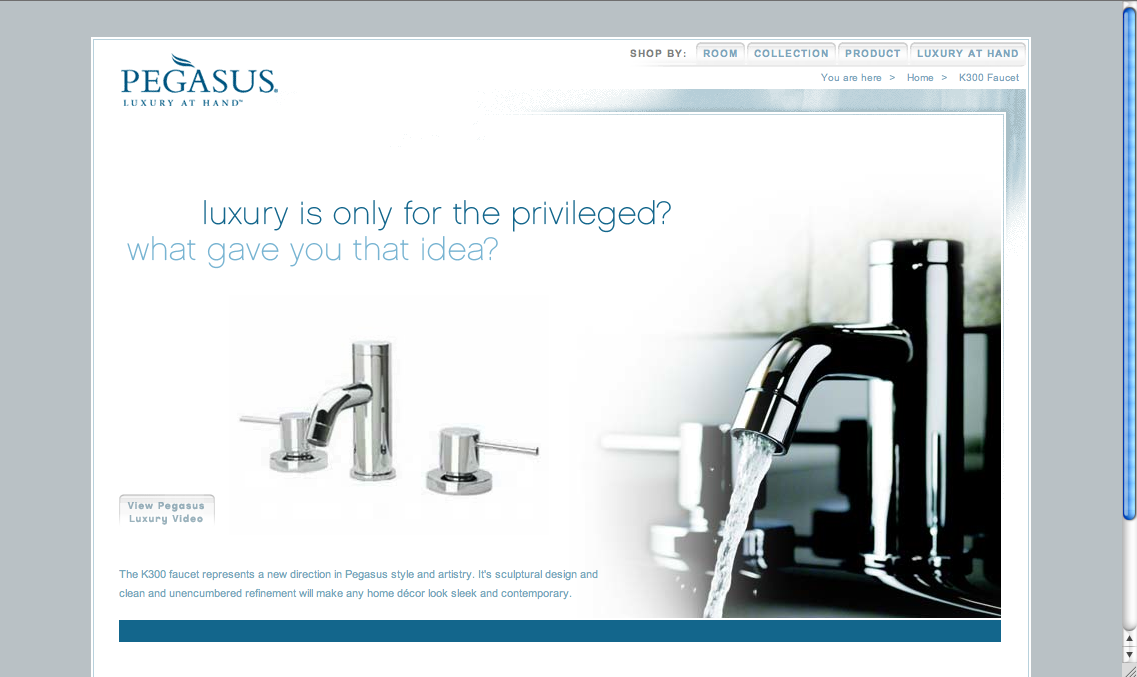 PEGASUS®
LUXURY AT HAND™
SHOP BY: ROOM COLLECTION PRODUCT LUXURY AT HAND
You are here > Home > K300 Faucet
luxury is only for the privileged?
what gave you that idea?
View Pegasus
Luxury Video
The K300 faucet represents a new direction in Pegasus style and artistry. It's sculptural design and
clean and unencumbered refinement will make any home décor look sleek and contemporary.